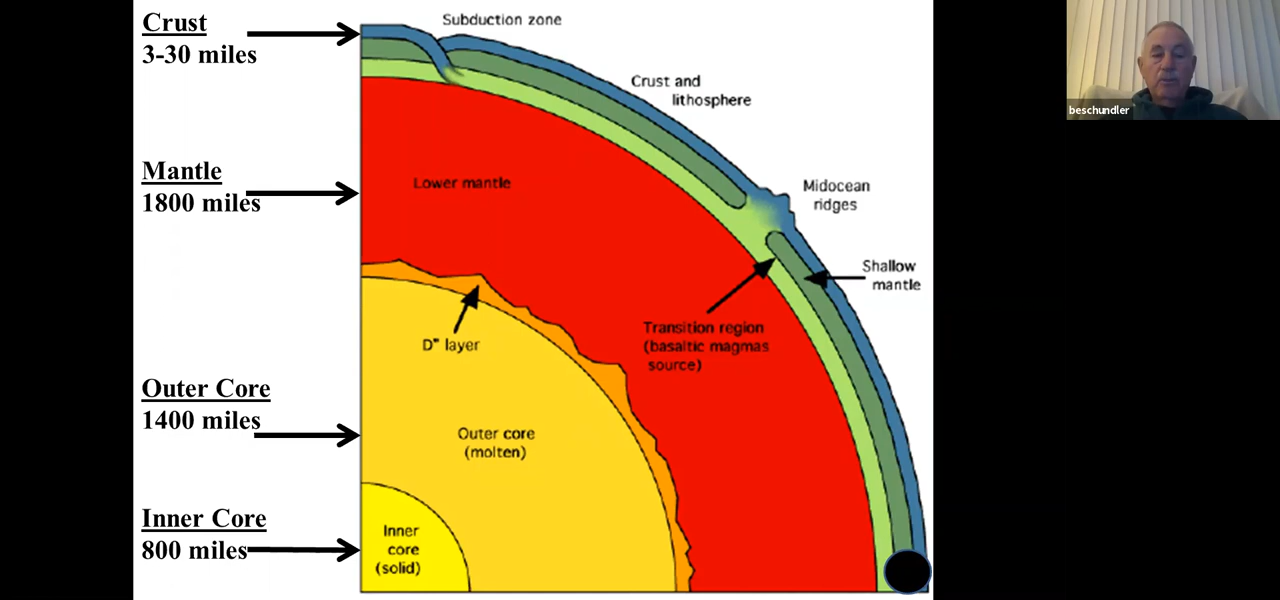 Crust
3-30 miles
Subduction zone
Crust and
lithosphere
Mantle
1800 miles
Lower mantle
Midocean
ridges
Shallow
mantle
Transition region
(basaltic magmas
source)
D" layer
Outer Core
1400 miles
Outer core
(molten)
Inner Core
800 miles
Inner
core
(solid)
beschundler